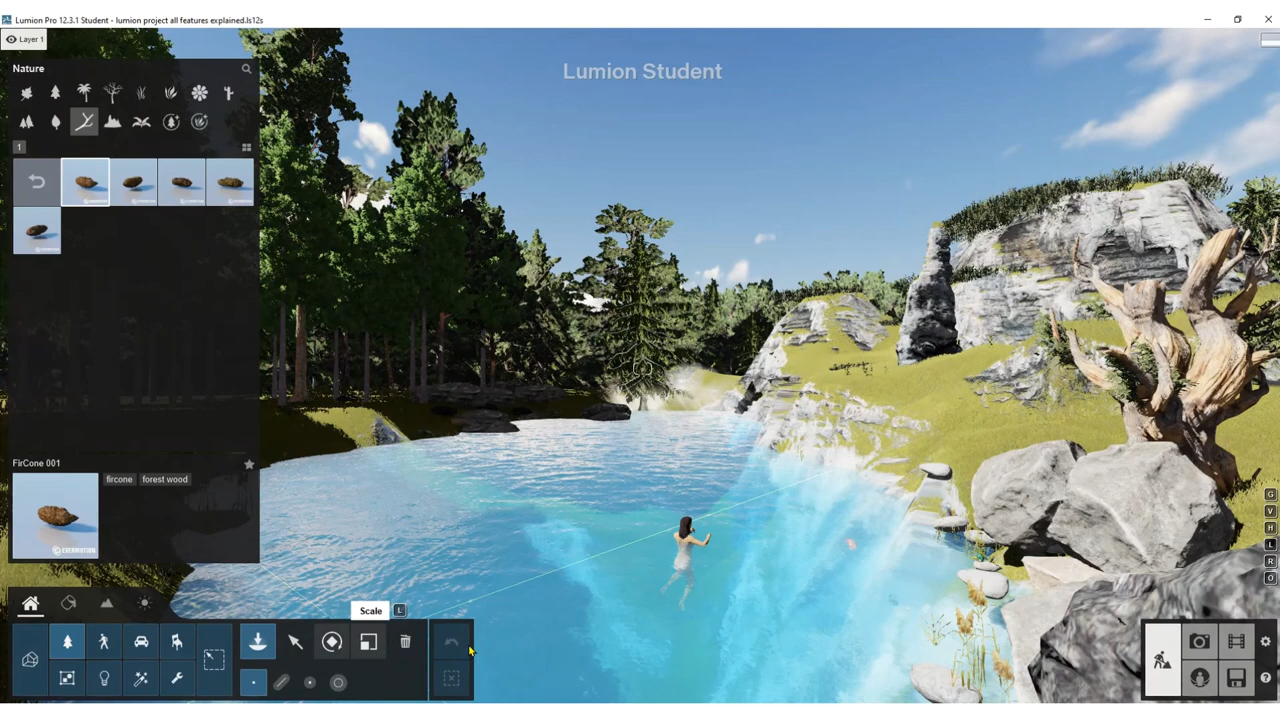 Lumion Pro 12.3.1 Student - lumion project all features explained.ls12s
Layer 1
Lumion Student
Nature
1
FirCone 001
fircone
forest wood
EVERMOTION
Scale
L
G
V
H
L
R
O